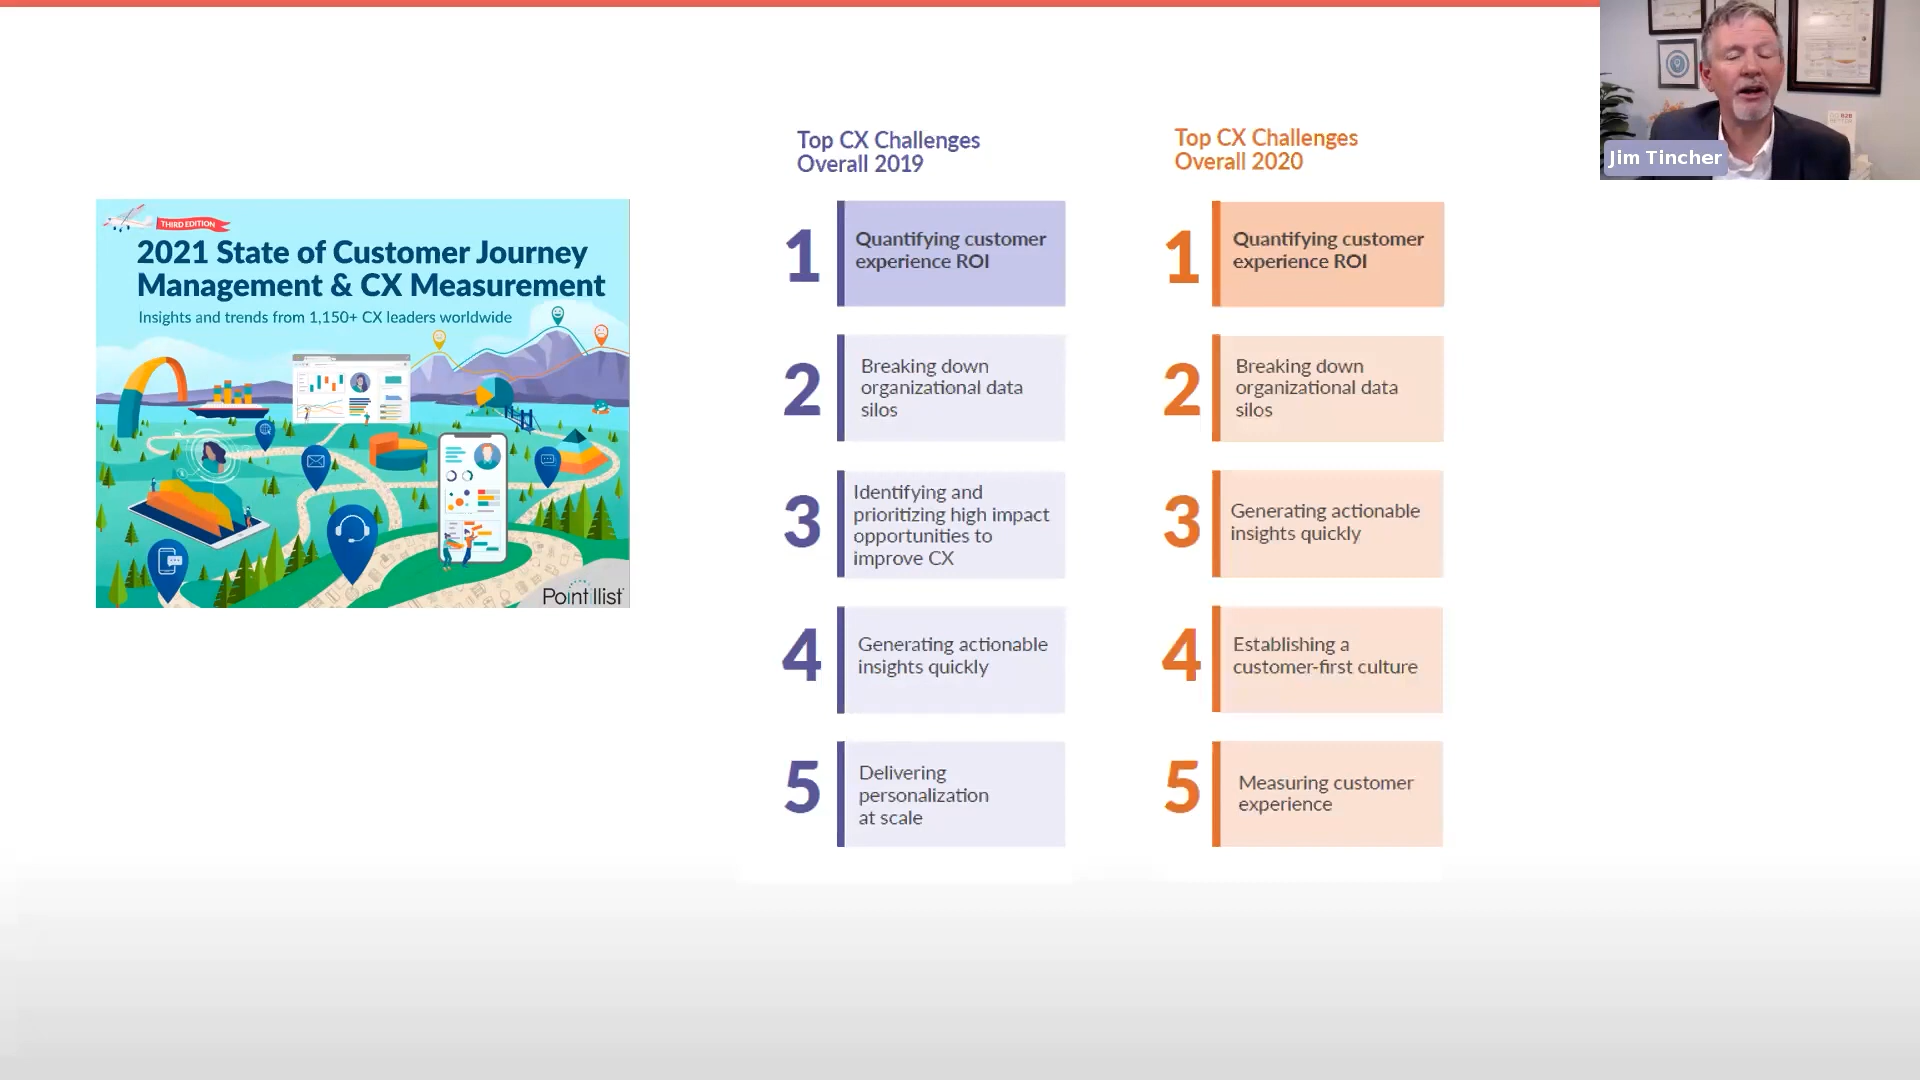 THIRD EDITION
2021 State of Customer Journey
Management & CX Measurement
Insights and trends from 1,150+ CX leaders worldwide
Pointillist
Top CX Challenges
Overall 2019
1
Quantifying customer
experience ROI
2
Breaking down
organizational data
silos
3
Identifying and
prioritizing high impact
opportunities to
improve CX
4
Generating actionable
insights quickly
5
Delivering
personalization
at scale
Top CX Challenges
Overall 2020
1
Quantifying customer
experience ROI
2
Breaking down
organizational data
silos
3
Generating actionable
insights quickly
4
Establishing a
customer-first culture
5
Measuring customer
experience
Jim Tincher